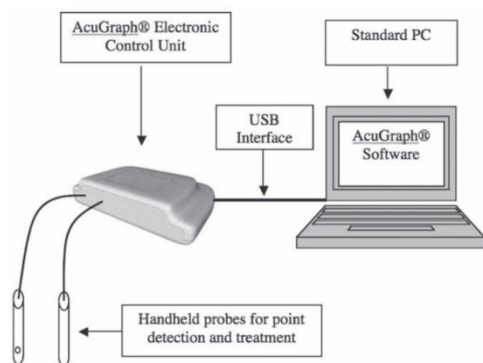 AcuGraph® Electronic
Control Unit
Standard PC
USB
Interface
AcuGraph®
Software
Handheld probes for point
detection and treatment